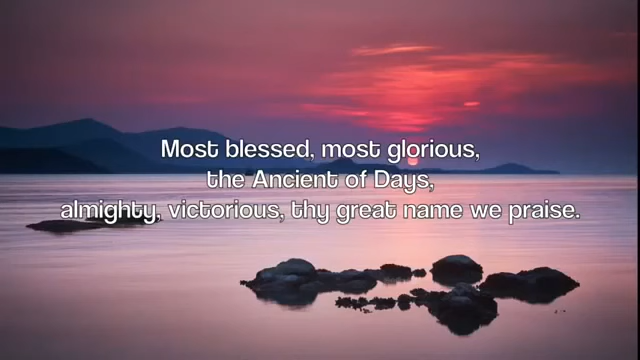 Most blessed, most glorious,
the Ancient of Days,
almighty, victorious, thy great name we praise.